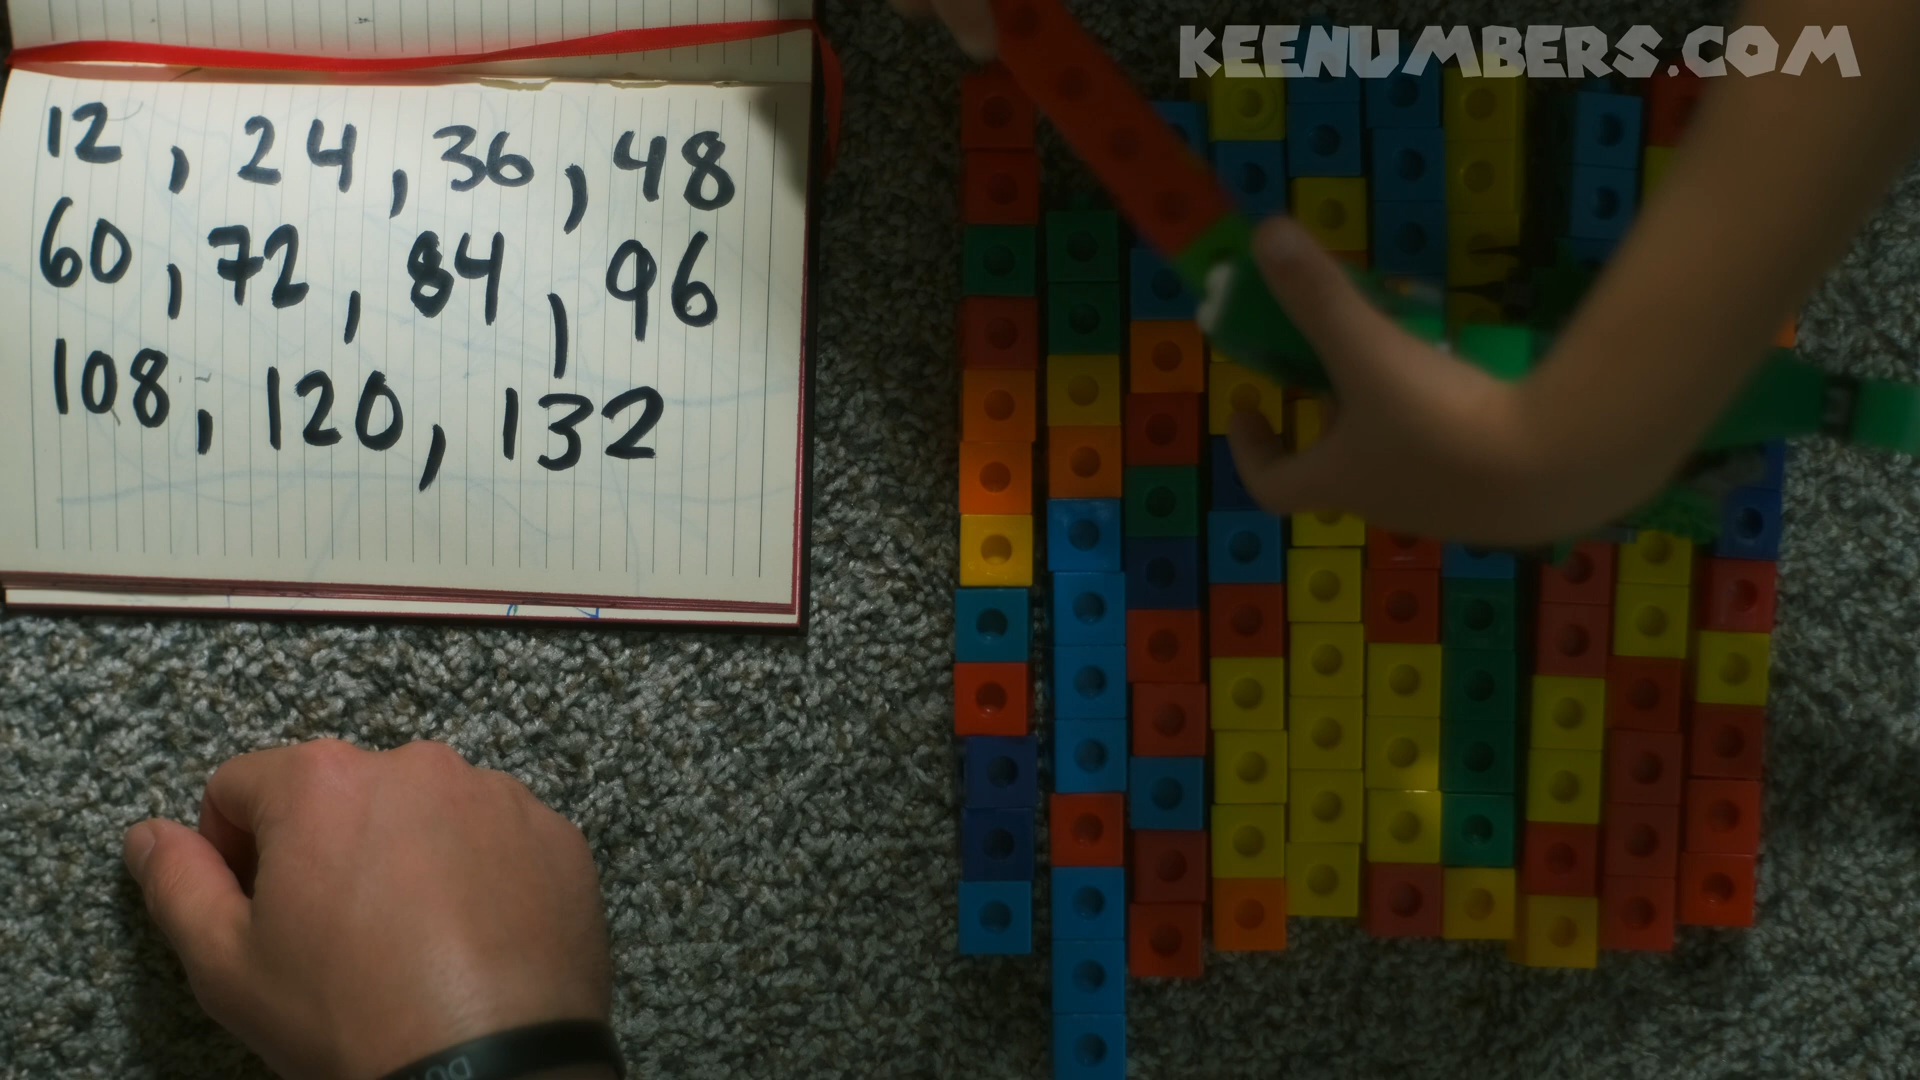 KEENUMBERS.COM
12, 24, 36, 48
60, 72, 84, 96
108, 120, 132